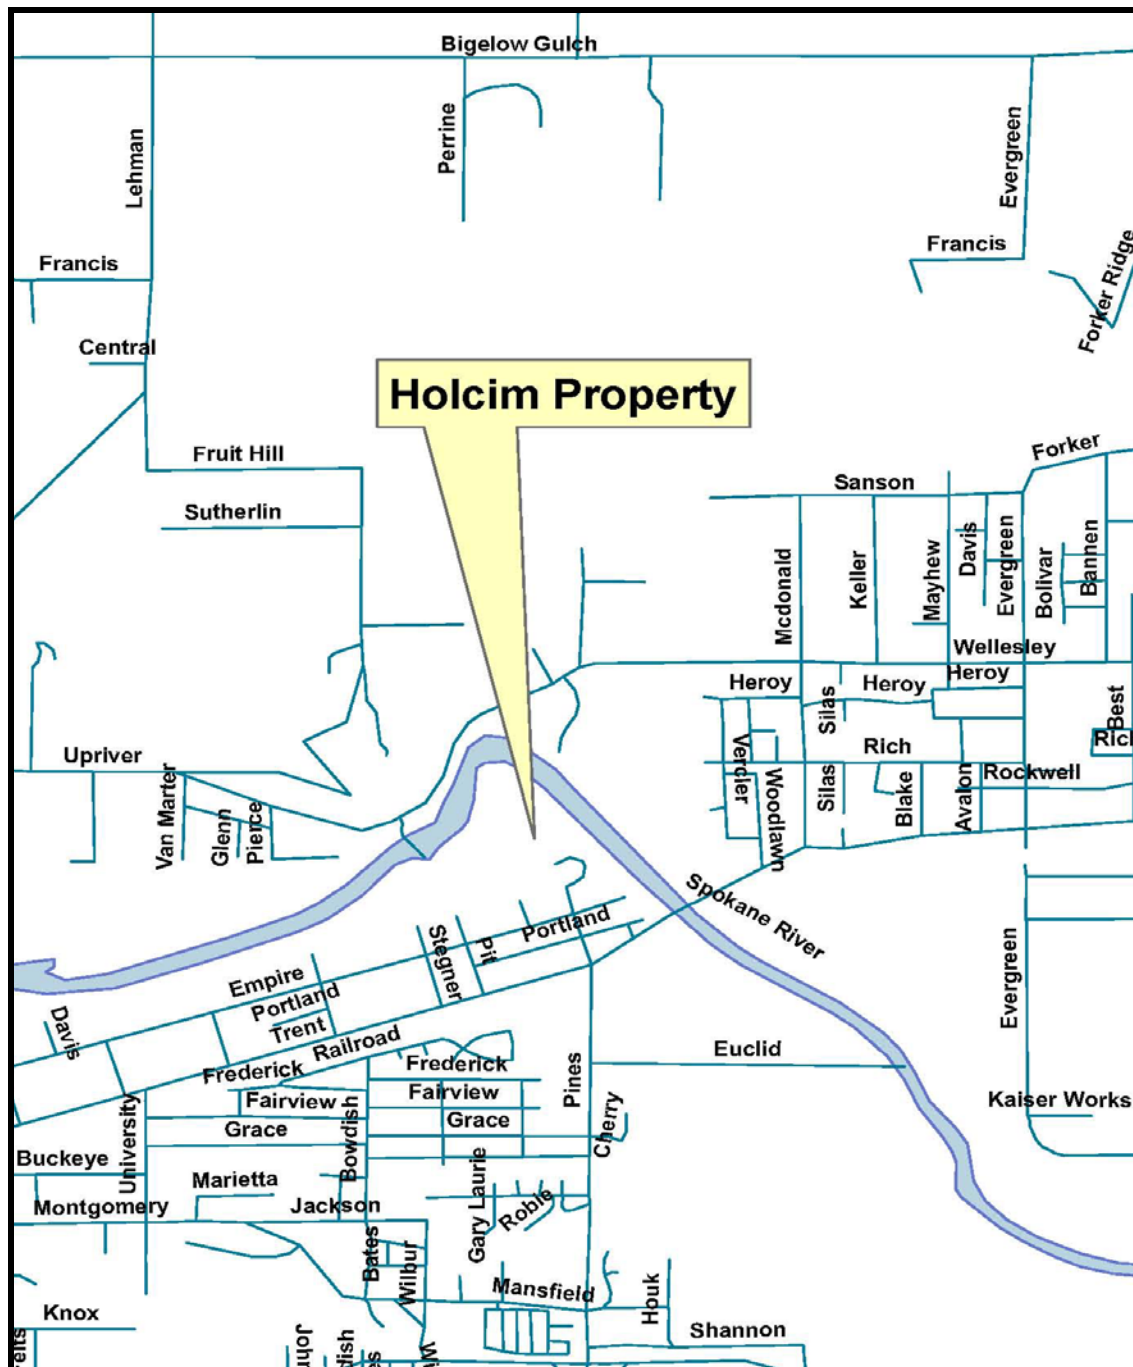 Bigelow Gulch
Lehman
Perrine
Evergreen
Francis
Francis
Forker Ridge
Central
Holcim Property
Fruit Hill
Sutherlin
Forker
Sanson
Mcdonald
Keller
Mayhew
Davis
Evergreen
Bolivar
Bannen
Wellesley
Heroy
Heroy
Heroy
Silas
Best
Upriver
Vercler
Rich
Rich
Rockwell
Van Marter
Glenn
Pierce
Woodlawn
Silas
Blake
Avalon
Spokane River
Portland
Stegner
Pit
Empire
Portland
Trent
Davis
Railroad
Evergreen
Frederick
Frederick
Euclid
Pines
Fairview
Fairview
Kaiser Works
Grace
Grace
Cherry
University
Bowdish
Buckeye
Marietta
Gary Laurie
Robie
Montgomery
Jackson
Bates
Wilbur
Mansfield
Houk
Knox
Shannon